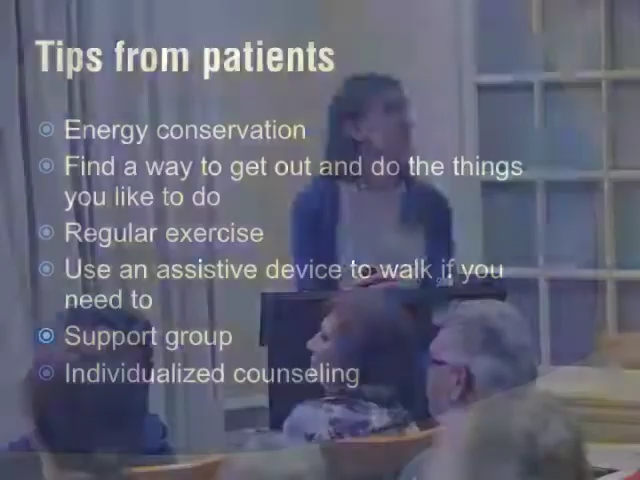 Tips from patients
Energy conservation
Find a way to get out and do the things
you like to do
Regular exercise
Use an assistive device to walk if you
need to
Support group
Individualized counseling